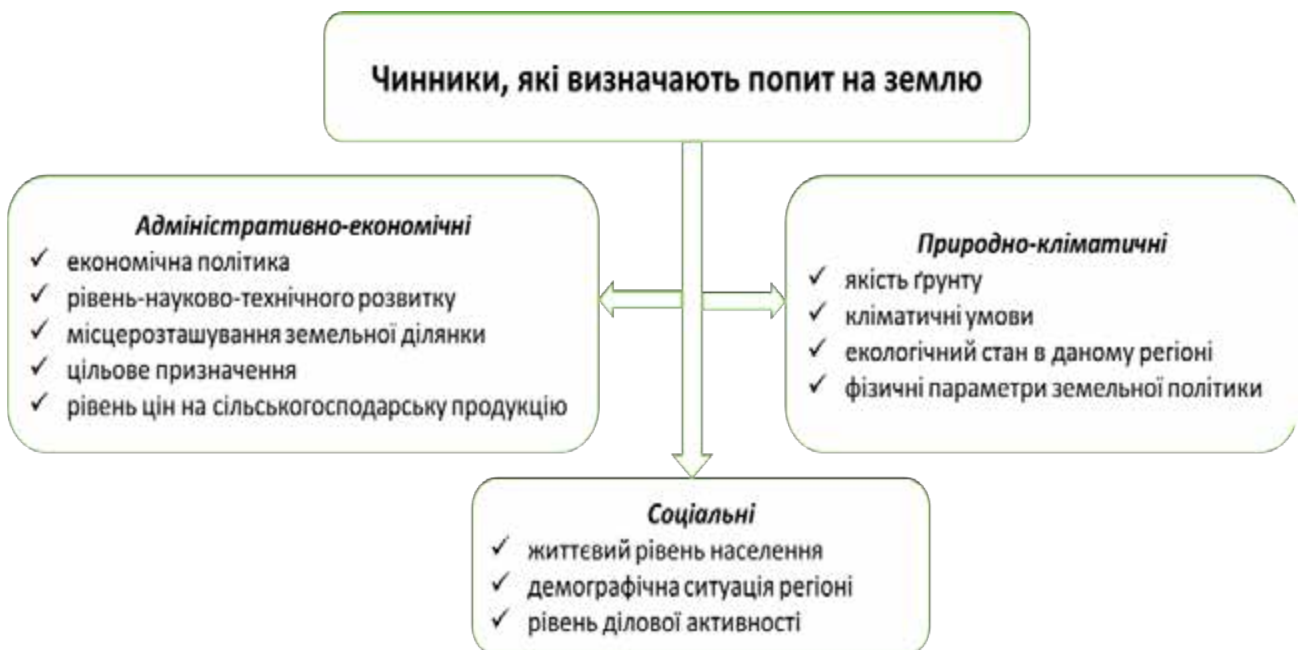 Чинники, які визначають попит на землю
Адміністративно-економічні
✓ економічна політика
✓ рівень-науково-технічного розвитку
✓ місцерозташування земельної ділянки
✓ цільове призначення
✓ рівень цін на сільськогосподарську продукцію
Природно-кліматичні
✓ якість ґрунту
✓ кліматичні умови
✓ екологічний стан в даному регіоні
✓ фізичні параметри земельної політики
Соціальні
✓ життєвий рівень населення
✓ демографічна ситуація регіоні
✓ рівень ділової активності